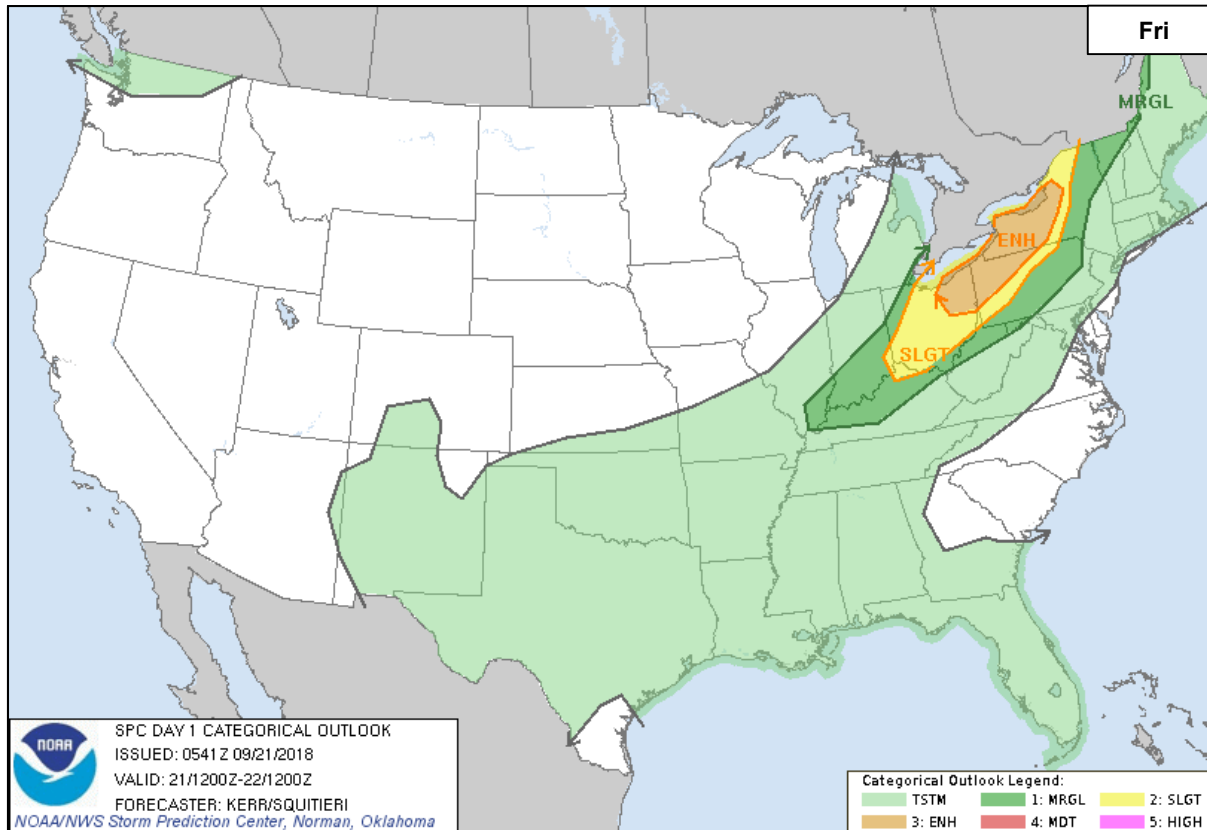 Fri
MRGL
ENH
SLGT
NOAA
SPC DAY 1 CATEGORICAL OUTLOOK
ISSUED: 0541Z 09/21/2018
VALID: 21/1200Z-22/1200Z
FORECASTER: KERR/SQUITIERI
NOAA/NWS Storm Prediction Center, Norman, Oklahoma
Categorical Outlook Legend:
TSTM 1: MRGL 2: SLGT
3: ENH 4: MDT 5: HIGH